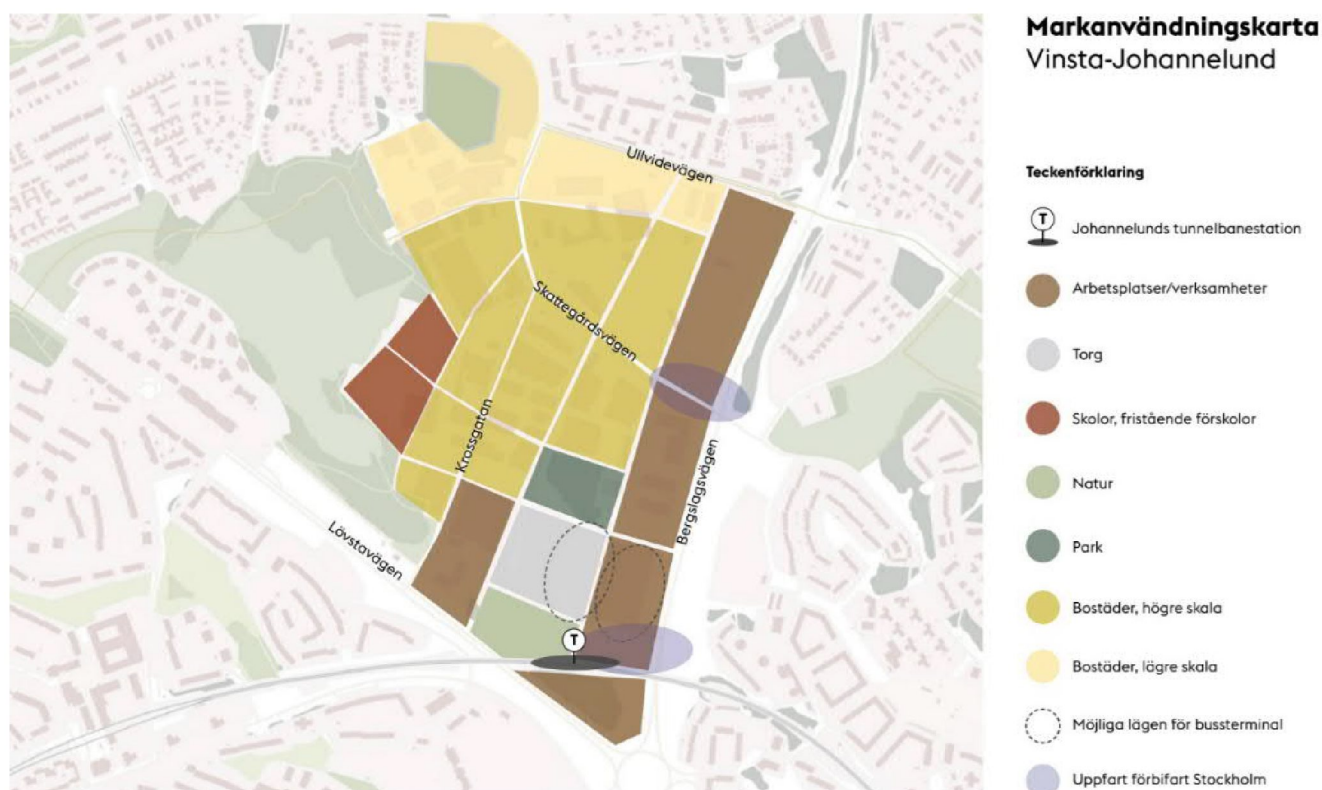 Markanvändningskarta
Vinsta-Johannelund
Teckenförklaring
T
Johannelunds tunnelbanestation
Arbetsplatser/verksamheter
Torg
Skolor, fristående förskolor
Natur
Park
Bostäder, högre skala
Bostäder, lägre skala
Möjliga lägen för bussterminal
Uppfart förbifart Stockholm
Ullvidevägen
Skattegårdsvägen
Krossgatan
Bergslagsvägen
Lövstavägen
T